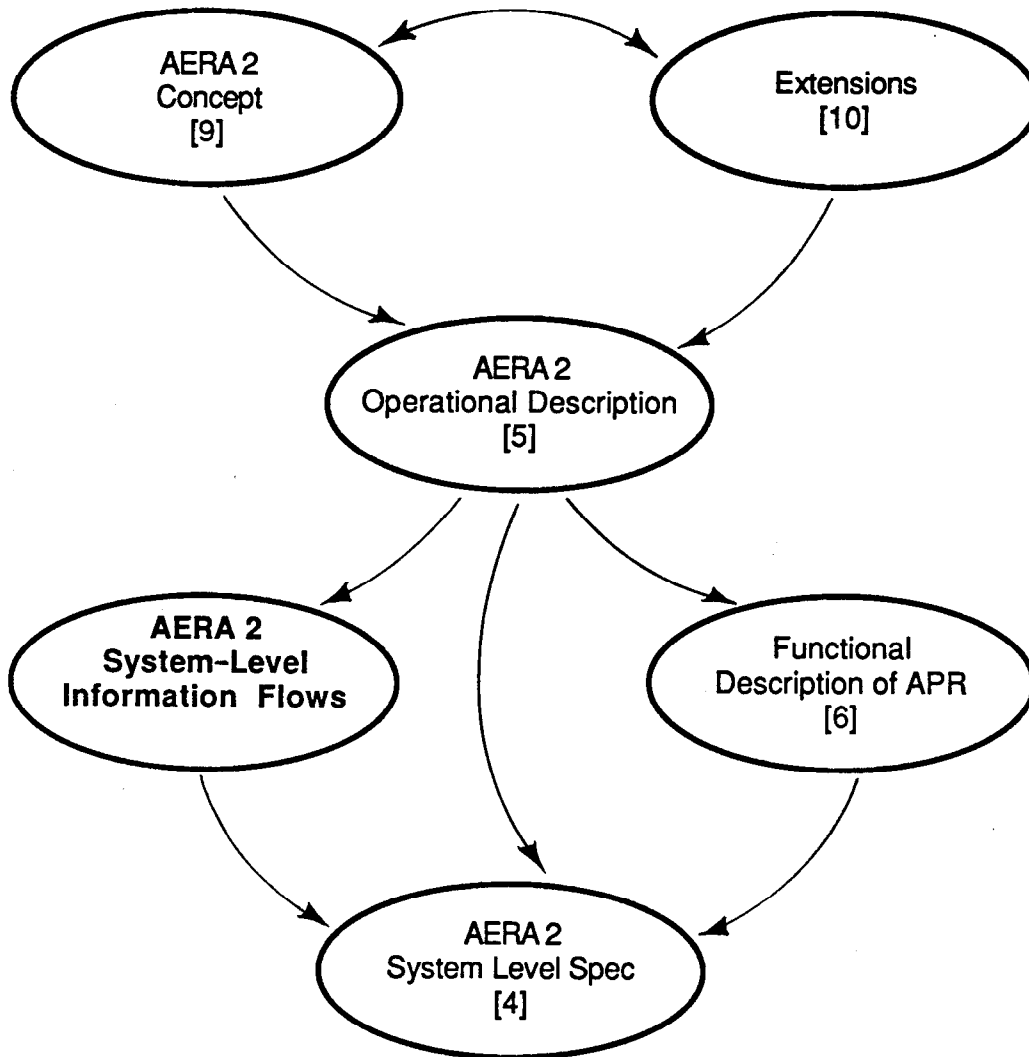 AERA 2
Concept
[9]
Extensions
[10]
AERA 2
Operational Description
[5]
AERA 2
System-Level
Information Flows
Functional
Description of APR
[6]
AERA 2
System Level Spec
[4]